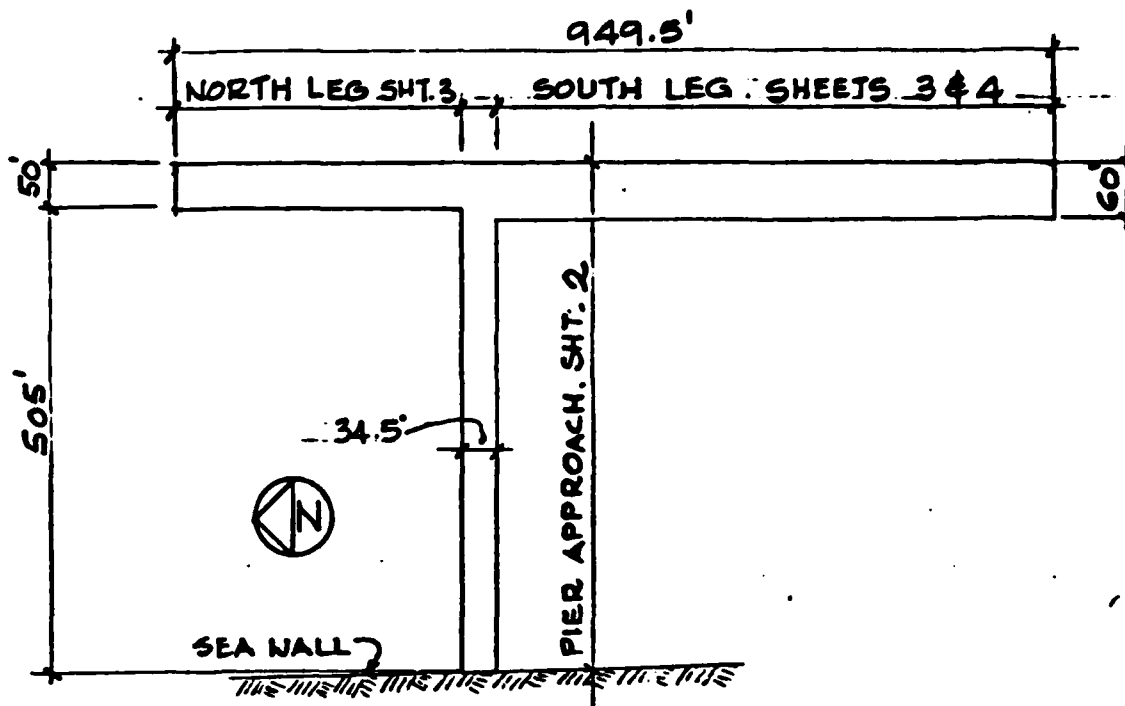 949.5'
NORTH LEG SHT.3
SOUTH LEG. SHEETS 3 & 4
50'
60'
505'
34.5'
PIER APPROACH. SHT. 2
N
SEA WALL